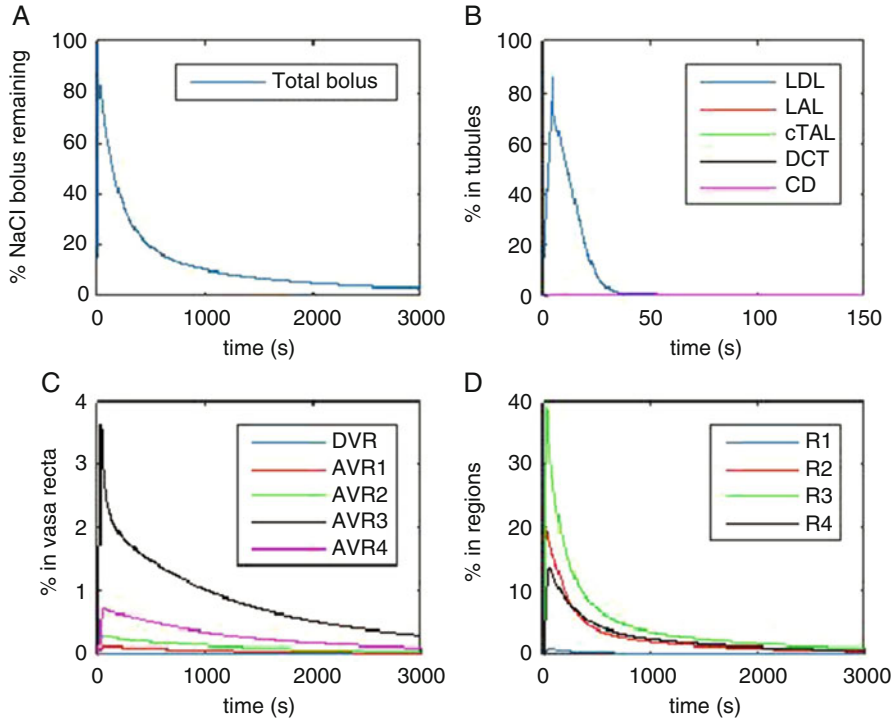 A
% NaCl bolus remaining
100
80
60
40
20
0
Total bolus
0 1000 2000 3000
time (s)
B
% in tubules
100
80
60
40
20
0
LDL
LAL
cTAL
DCT
CD
0 50 100 150
time (s)
C
% in vasa recta
4
3
2
1
0
DVR
AVR1
AVR2
AVR3
AVR4
0 1000 2000 3000
time (s)
D
% in regions
40
30
20
10
0
R1
R2
R3
R4
0 1000 2000 3000
time (s)